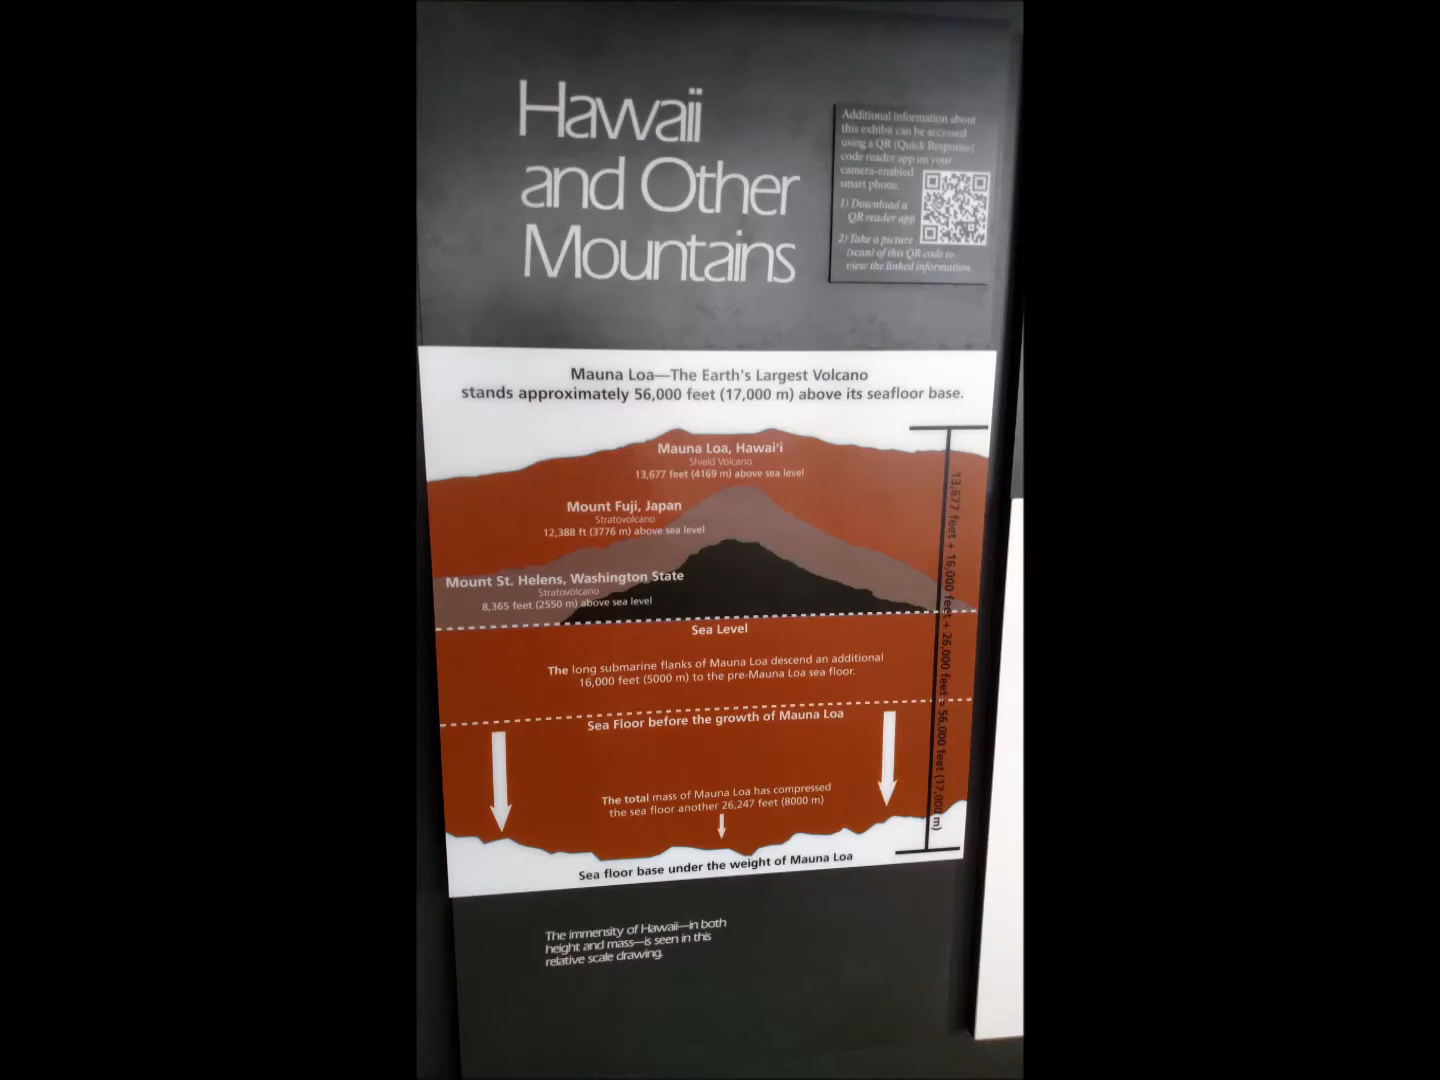 Hawaii
and Other
Mountains
Additional information about
this exhibit can be accessed
using a QR (Quick Response)
code reader app on your
camera-enabled
smart phone.
1) Download a
QR reader app
2) Take a picture
(scan) of this QR code to
view the linked information.
Mauna Loa—The Earth's Largest Volcano
stands approximately 56,000 feet (17,000 m) above its seafloor base.
Mauna Loa, Hawai‘i
Shield Volcano
13,677 feet (4169 m) above sea level
Mount Fuji, Japan
Stratovolcano
12,388 ft (3776 m) above sea level
Mount St. Helens, Washington State
Stratovolcano
8,365 feet (2550 m) above sea level
Sea Level
The long submarine flanks of Mauna Loa descend an additional
16,000 feet (5000 m) to the pre-Mauna Loa sea floor.
Sea Floor before the growth of Mauna Loa
The total mass of Mauna Loa has compressed
the sea floor another 26,247 feet (8000 m)
Sea floor base under the weight of Mauna Loa
13,677 feet + 16,000 feet + 26,000 feet = 56,000 feet (17,000 m)
The immensity of Hawaii—in both
height and mass—is seen in this
relative scale drawing.